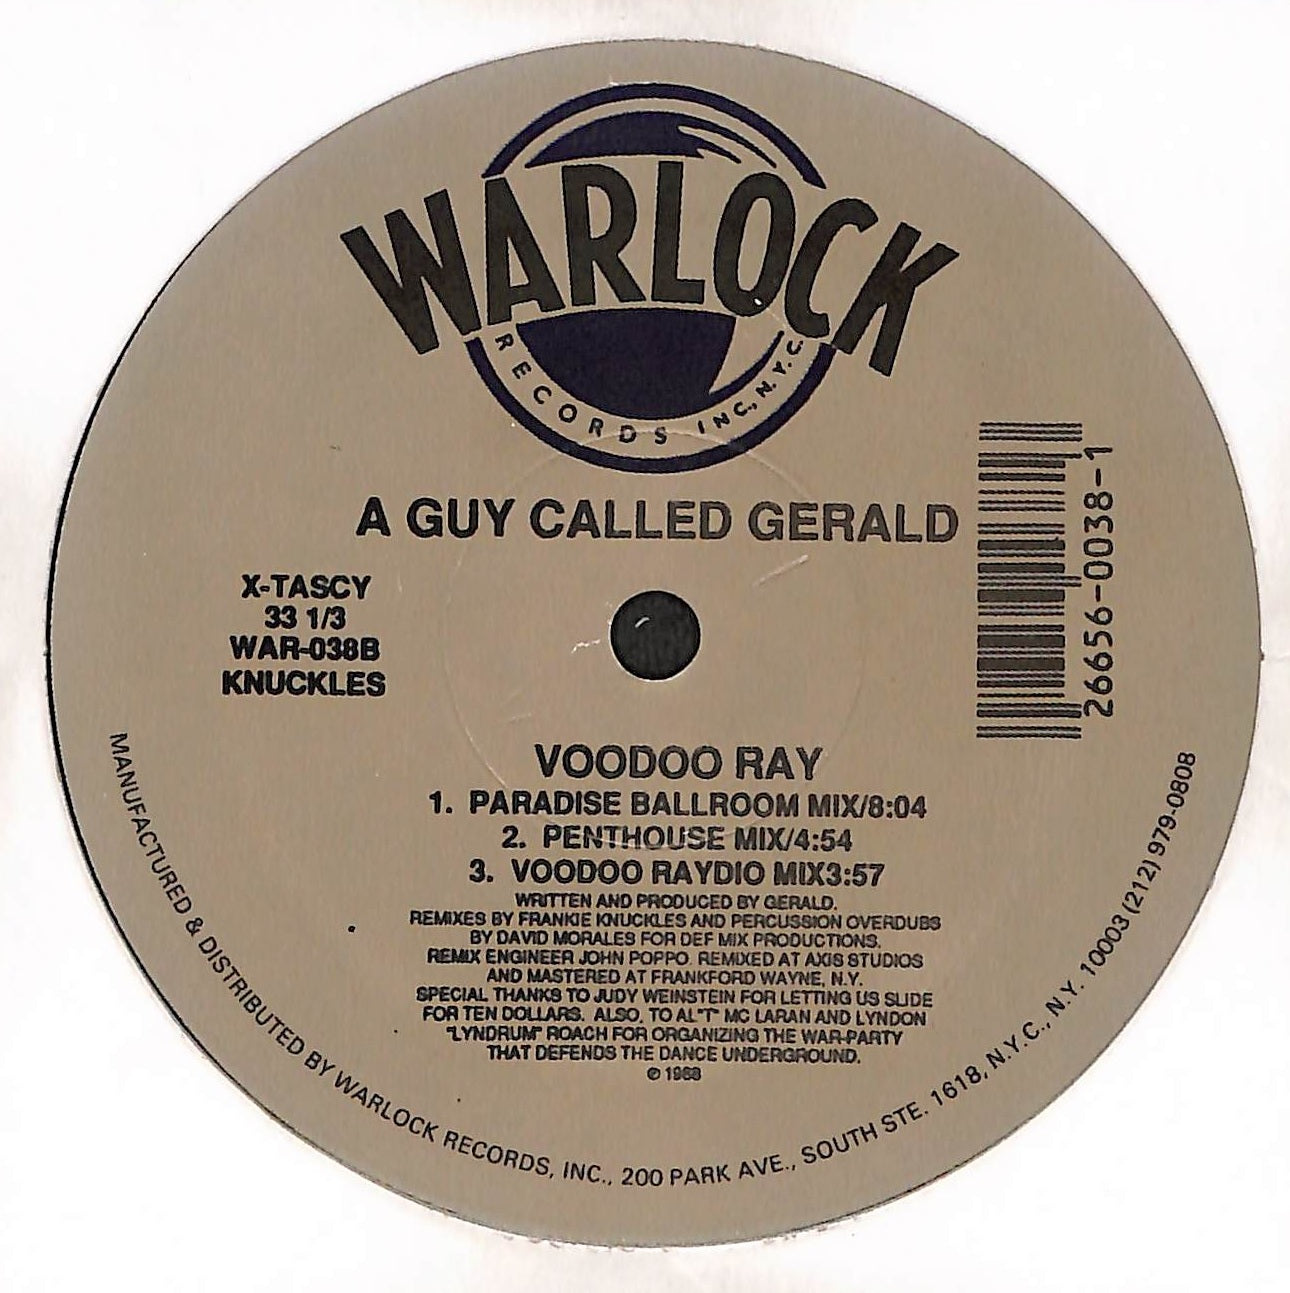 WARLOCK
RECORDS INC., N.Y.C.
A GUY CALLED GERALD
X-TASCY
33 1/3
WAR-038B
KNUCKLES
26656-0038-1
VOODOO RAY
1. PARADISE BALLROOM MIX/8:04
2. PENTHOUSE MIX/4:54
3. VOODOO RAYDIO MIX3:57
WRITTEN AND PRODUCED BY GERALD.
REMIXES BY FRANKIE KNUCKLES AND PERCUSSION OVERDUBS
BY DAVID MORALES FOR DEF MIX PRODUCTIONS.
REMIX ENGINEER JOHN POPPO. REMIXED AT AXIS STUDIOS
AND MASTERED AT FRANKFORD WAYNE, N.Y.
SPECIAL THANKS TO JUDY WEINSTEIN FOR LETTING US SLIDE
FOR TEN DOLLARS. ALSO, TO AL"T" MC LARAN AND LYNDON
"LYNDRUM" ROACH FOR ORGANIZING THE WAR-PARTY
THAT DEFENDS THE DANCE UNDERGROUND.
© 1988
MANUFACTURED & DISTRIBUTED BY WARLOCK RECORDS, INC., 200 PARK AVE., SOUTH STE. 1618, N.Y.C., N.Y. 10003 (212) 979-0808